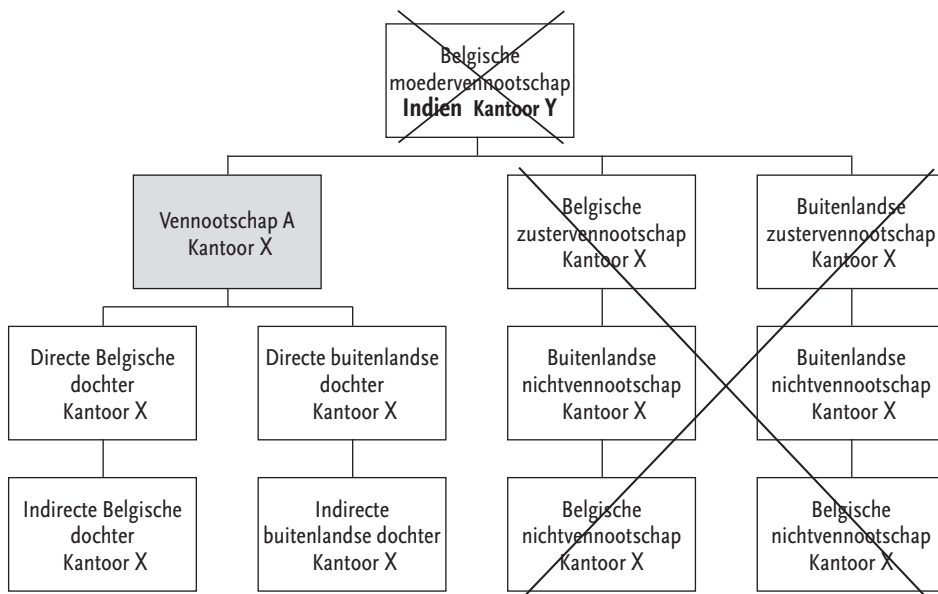 Belgische
moedervennootschap
Indien Kantoor Y
Vennootschap A
Kantoor X
Belgische
zustervennootschap
Kantoor X
Buitenlandse
zustervennootschap
Kantoor X
Directe Belgische
dochter
Kantoor X
Directe buitenlandse
dochter
Kantoor X
Buitenlandse
nichtvennootschap
Kantoor X
Buitenlandse
nichtvennootschap
Kantoor X
Indirecte Belgische
dochter
Kantoor X
Indirecte
buitenlandse dochter
Kantoor X
Belgische
nichtvennootschap
Kantoor X
Belgische
nichtvennootschap
Kantoor X